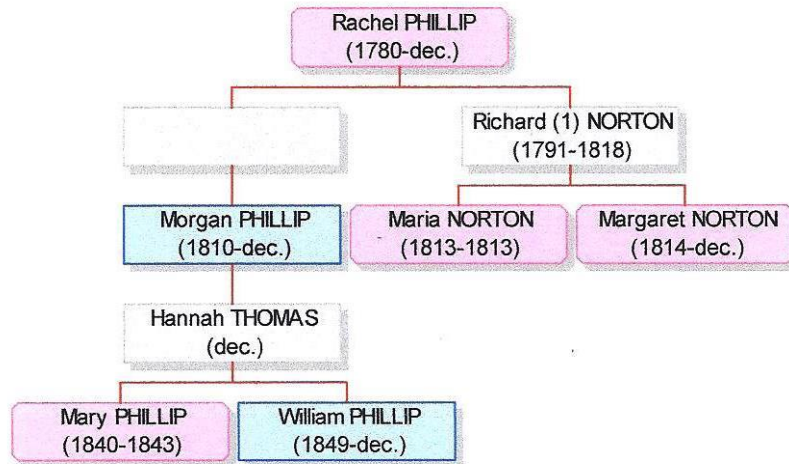 Rachel PHILLIP
(1780-dec.)
Richard (1) NORTON
(1791-1818)
Morgan PHILLIP
(1810-dec.)
Maria NORTON
(1813-1813)
Margaret NORTON
(1814-dec.)
Hannah THOMAS
(dec.)
Mary PHILLIP
(1840-1843)
William PHILLIP
(1849-dec.)